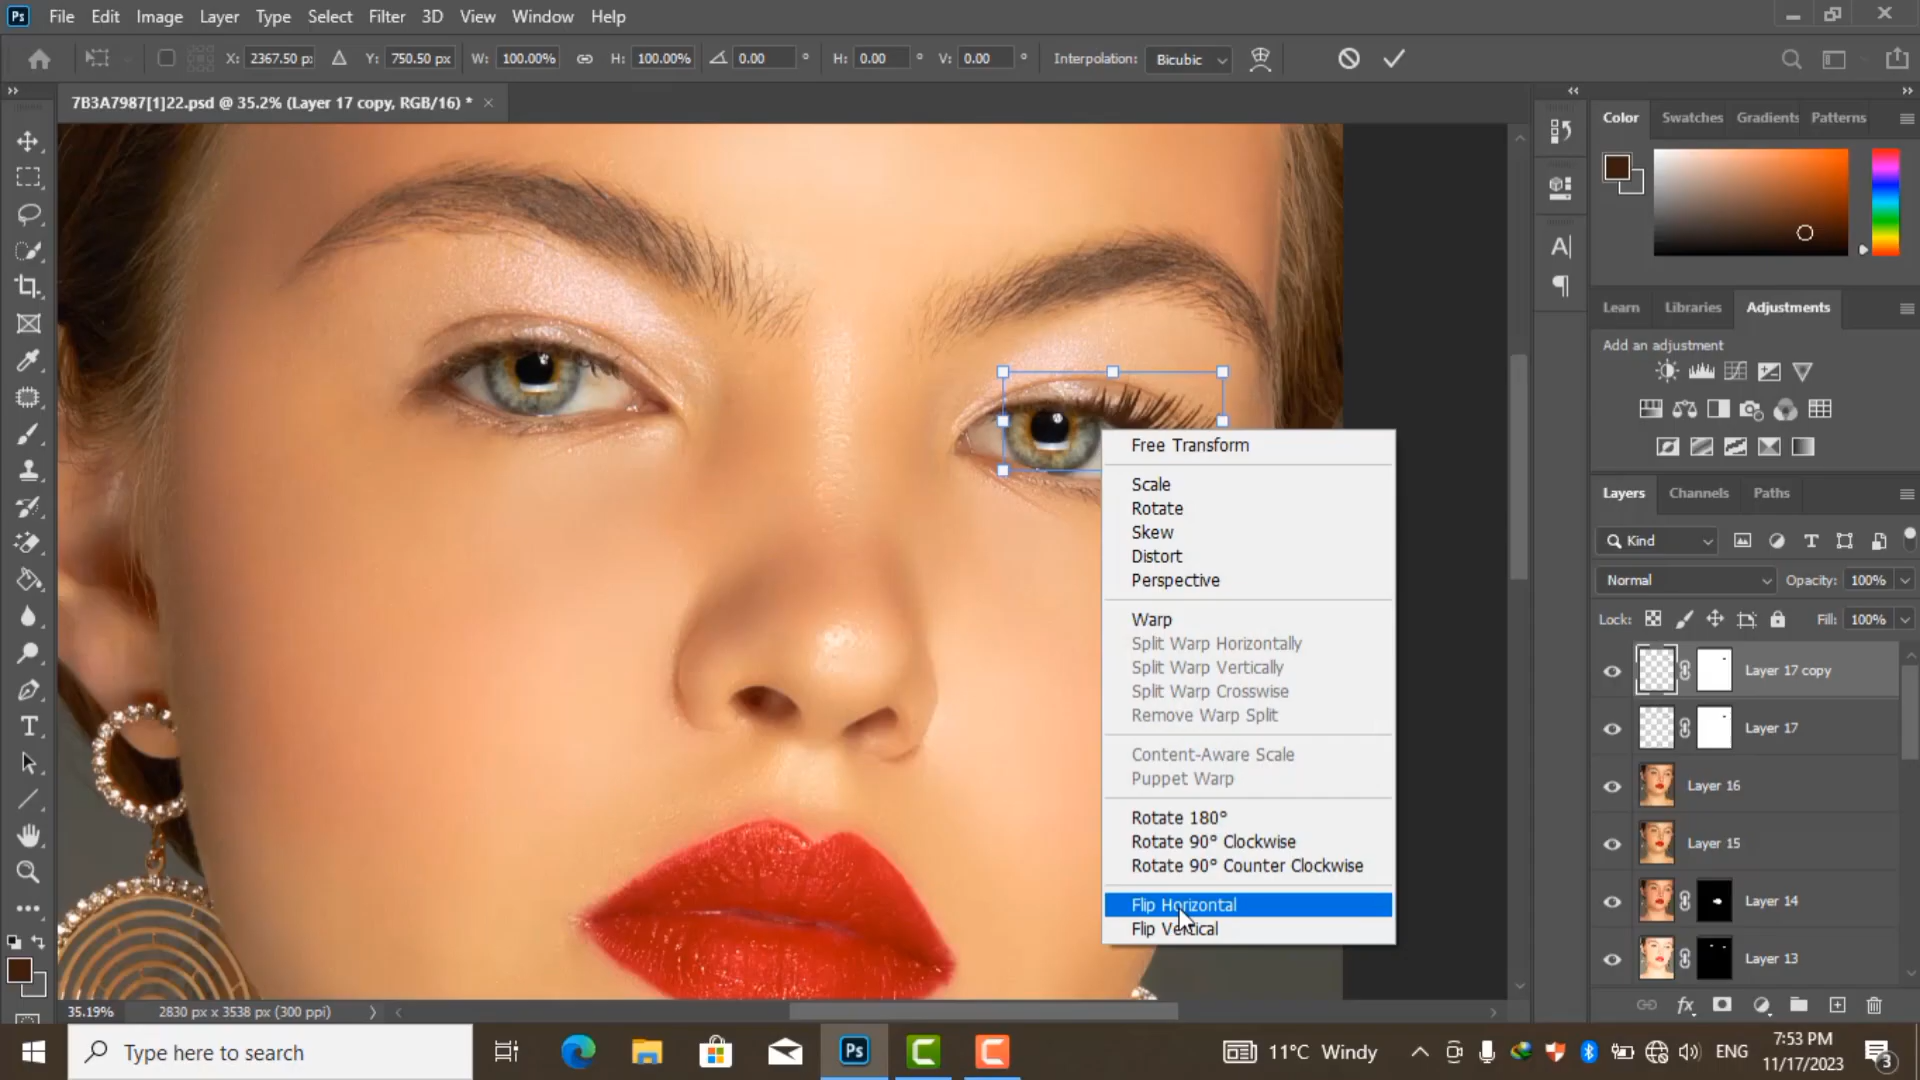 Ps File Edit Image Layer Type Select Filter 3D View Window Help
X: 2367.50 px Y: 750.50 px W: 100.00% H: 100.00% 0.00 ° H: 0.00 ° V: 0.00 ° Interpolation: Bicubic
7B3A7987[1]22.psd @ 35.2% (Layer 17 copy, RGB/16) *
Color Swatches Gradients Patterns
Learn Libraries Adjustments
Add an adjustment
Free Transform
Scale
Rotate
Skew
Distort
Perspective
Warp
Split Warp Horizontally
Split Warp Vertically
Split Warp Crosswise
Remove Warp Split
Content-Aware Scale
Puppet Warp
Rotate 180°
Rotate 90° Clockwise
Rotate 90° Counter Clockwise
Flip Horizontal
Flip Vertical
Layers Channels Paths
Kind
Normal Opacity: 100%
Lock: Fill: 100%
Layer 17 copy
Layer 17
Layer 16
Layer 15
Layer 14
Layer 13
35.19% 2830 px x 3538 px (300 ppi)
Type here to search
Ps
11°C Windy
ENG
7:53 PM
11/17/2023
3